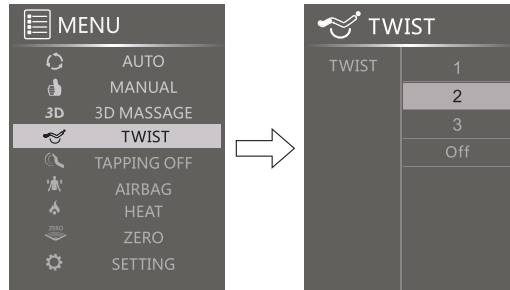 MENU
AUTO
MANUAL
3D 3D MASSAGE
TWIST
TAPPING OFF
AIRBAG
HEAT
ZERO ZERO
SETTING
TWIST
TWIST 1
2
3
Off